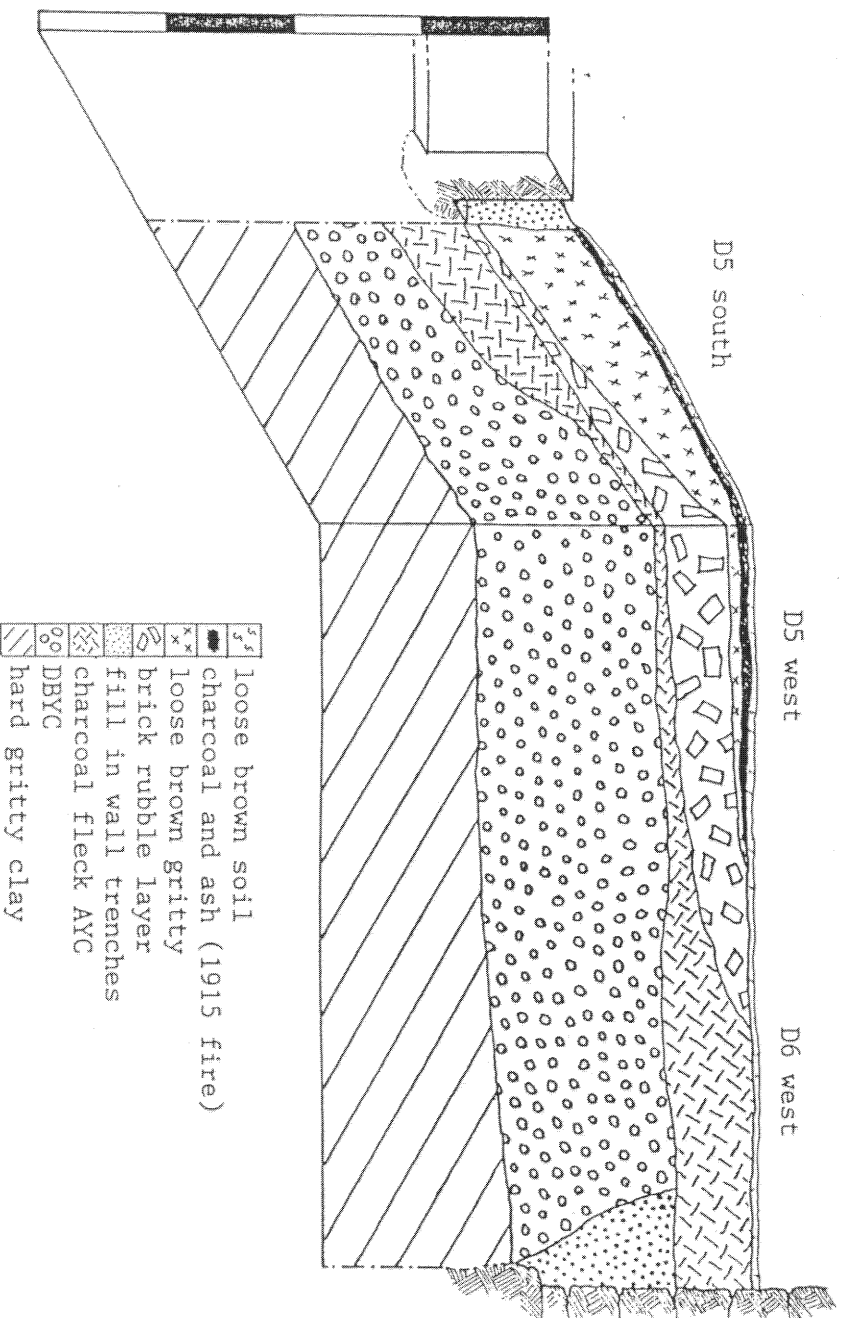 D5 south
D5 west
D6 west
loose brown soil
charcoal and ash (1915 fire)
loose brown gritty
brick rubble layer
fill in wall trenches
charcoal fleck AYC
DBYC
hard gritty clay